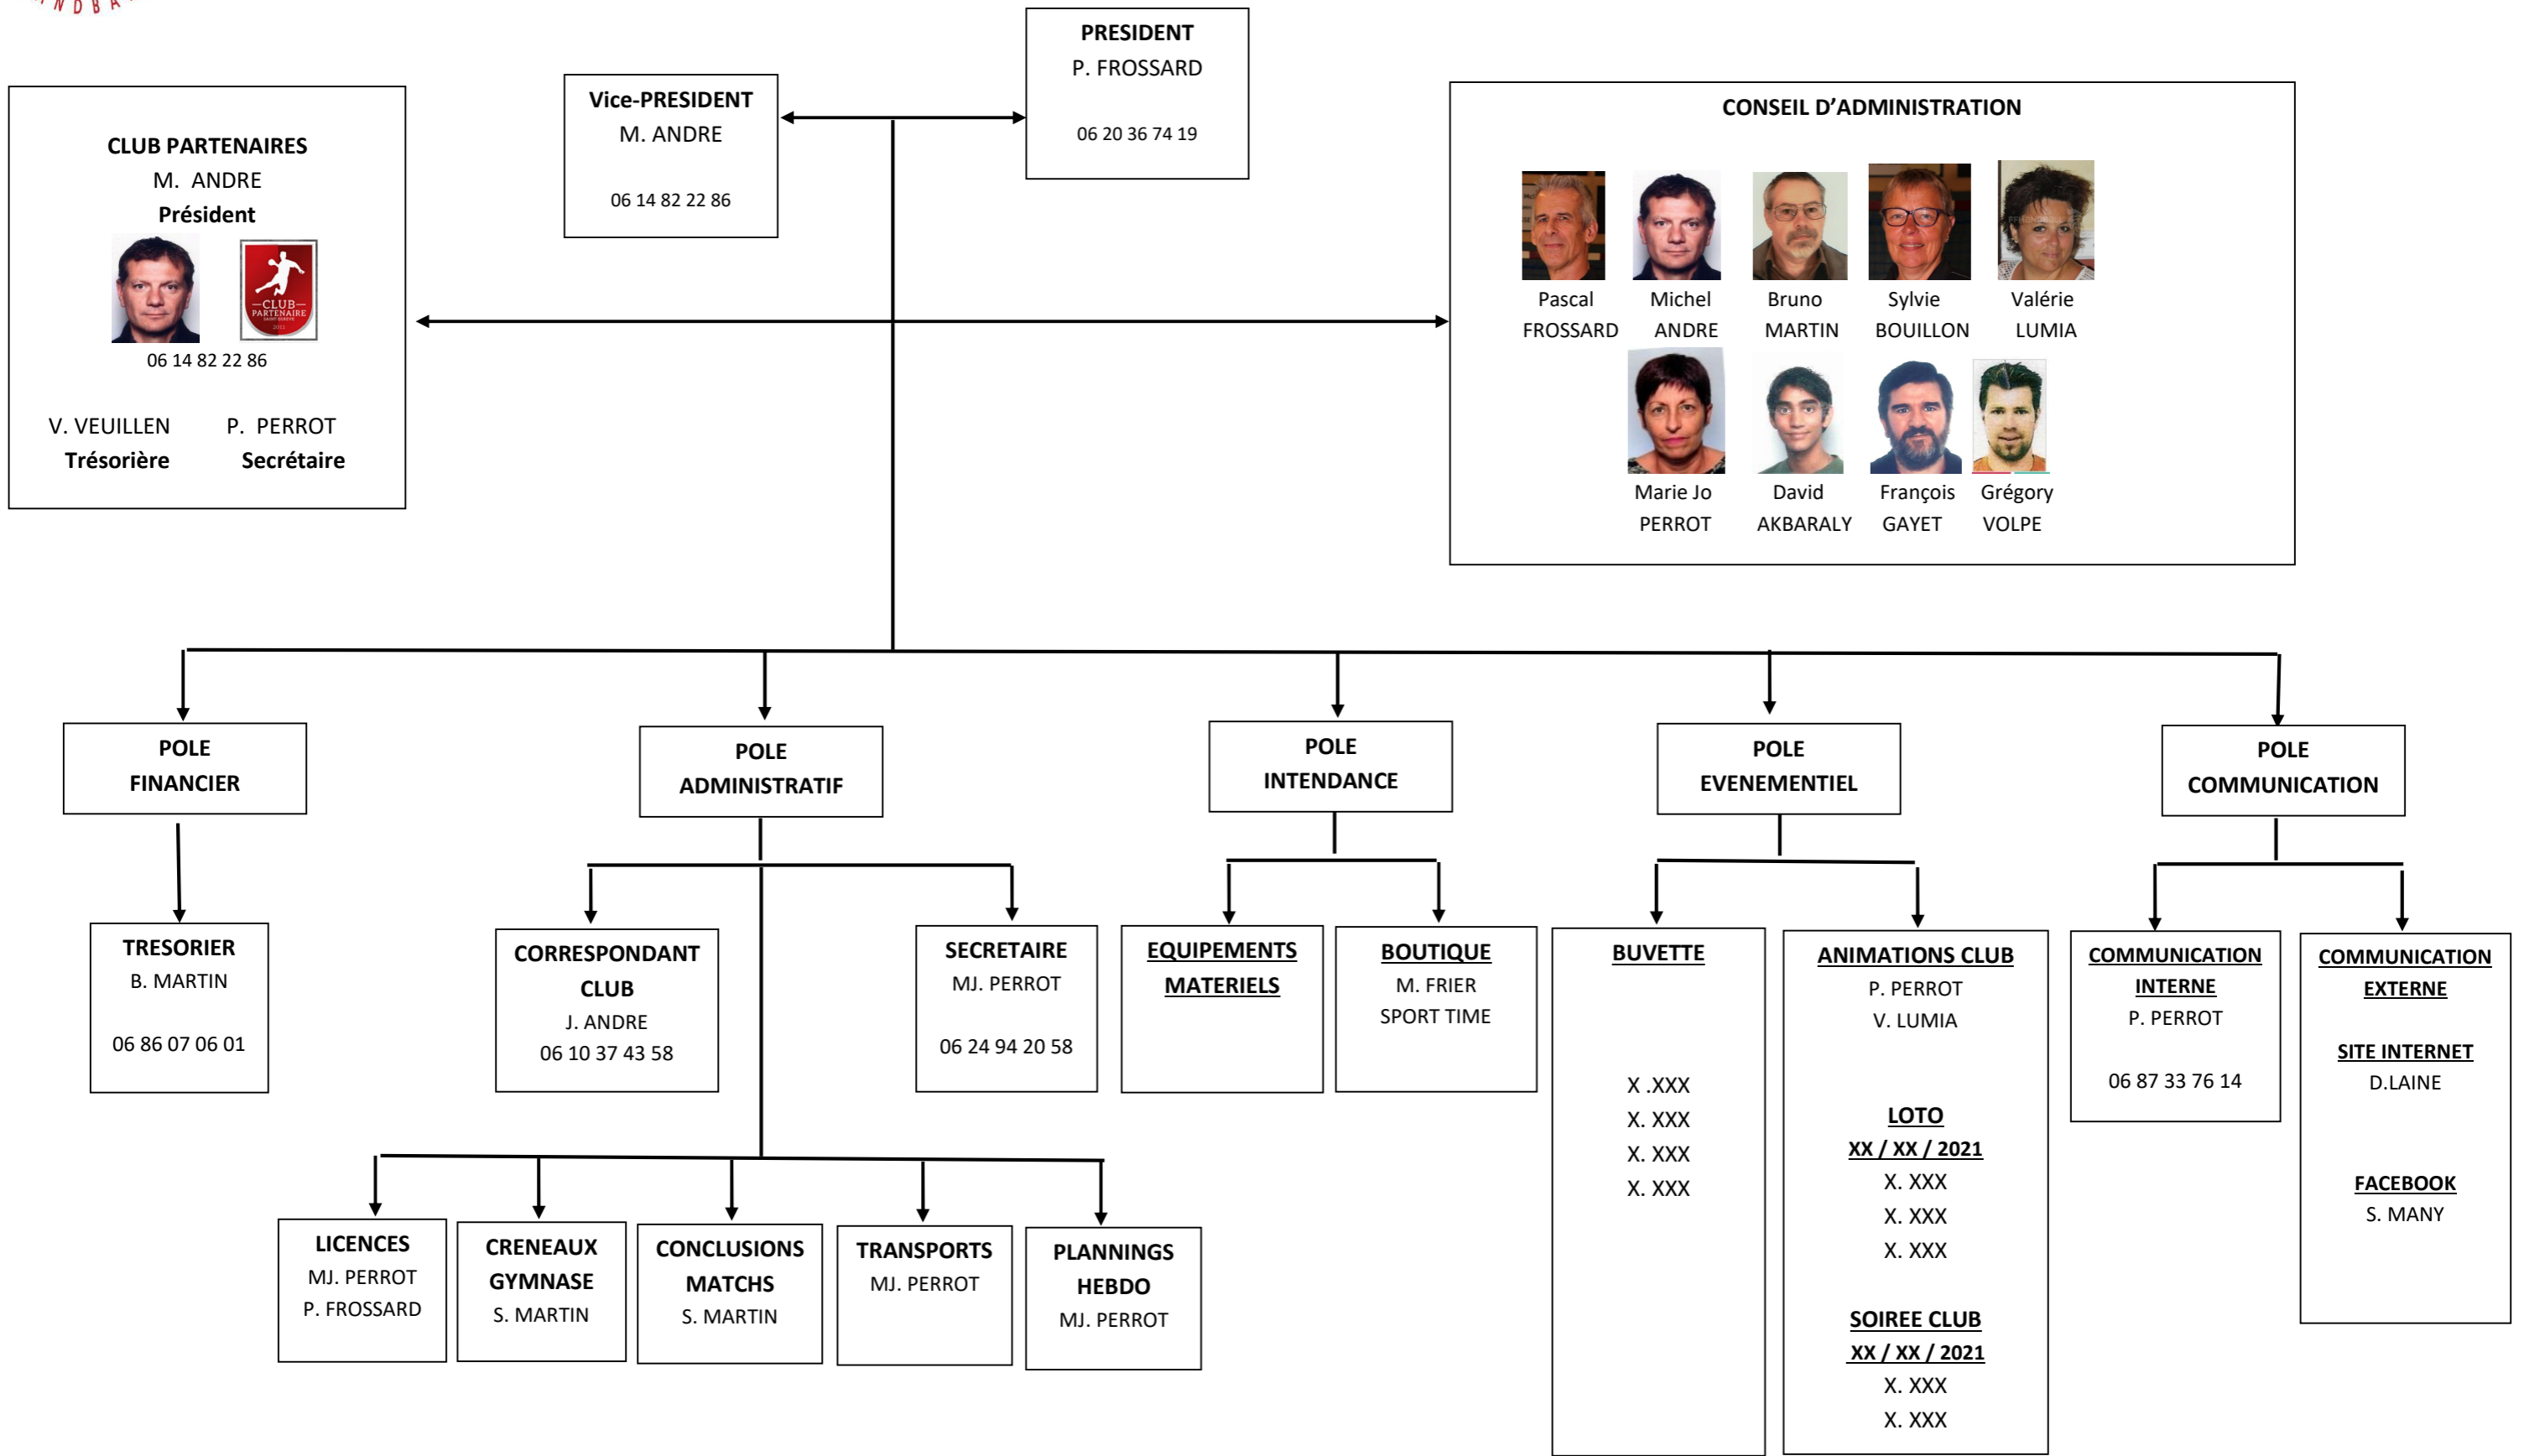 NDBA
PRESIDENT
P. FROSSARD
06 20 36 74 19
Vice-PRESIDENT
M. ANDRE
06 14 82 22 86
CLUB PARTENAIRES
M. ANDRE
Président
CLUB
PARTENAIRE
2011
06 14 82 22 86
V. VEUILLEN P. PERROT
Trésorière Secrétaire
CONSEIL D’ADMINISTRATION
Pascal Michel Bruno Sylvie Valérie
FROSSARD ANDRE MARTIN BOUILLON LUMIA
Marie Jo David François Grégory
PERROT AKBARALY GAYET VOLPE
POLE
FINANCIER
POLE
ADMINISTRATIF
POLE
INTENDANCE
POLE
EVENEMENTIEL
POLE
COMMUNICATION
TRESORIER
B. MARTIN
06 86 07 06 01
CORRESPONDANT
CLUB
J. ANDRE
06 10 37 43 58
SECRETAIRE
MJ. PERROT
06 24 94 20 58
EQUIPEMENTS
MATERIELS
BOUTIQUE
M. FRIER
SPORT TIME
BUVETTE
X .XXX
X. XXX
X. XXX
X. XXX
ANIMATIONS CLUB
P. PERROT
V. LUMIA
LOTO
XX / XX / 2021
X. XXX
X. XXX
X. XXX
SOIREE CLUB
XX / XX / 2021
X. XXX
X. XXX
COMMUNICATION
INTERNE
P. PERROT
06 87 33 76 14
COMMUNICATION
EXTERNE
SITE INTERNET
D.LAINE
FACEBOOK
S. MANY
LICENCES
MJ. PERROT
P. FROSSARD
CRENEAUX
GYMNASE
S. MARTIN
CONCLUSIONS
MATCHS
S. MARTIN
TRANSPORTS
MJ. PERROT
PLANNINGS
HEBDO
MJ. PERROT